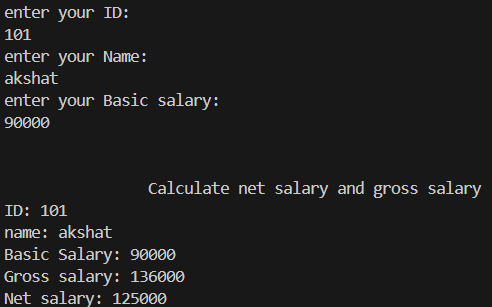 enter your ID:
101
enter your Name:
akshat
enter your Basic salary:
90000
Calculate net salary and gross salary
ID: 101
name: akshat
Basic Salary: 90000
Gross salary: 136000
Net salary: 125000